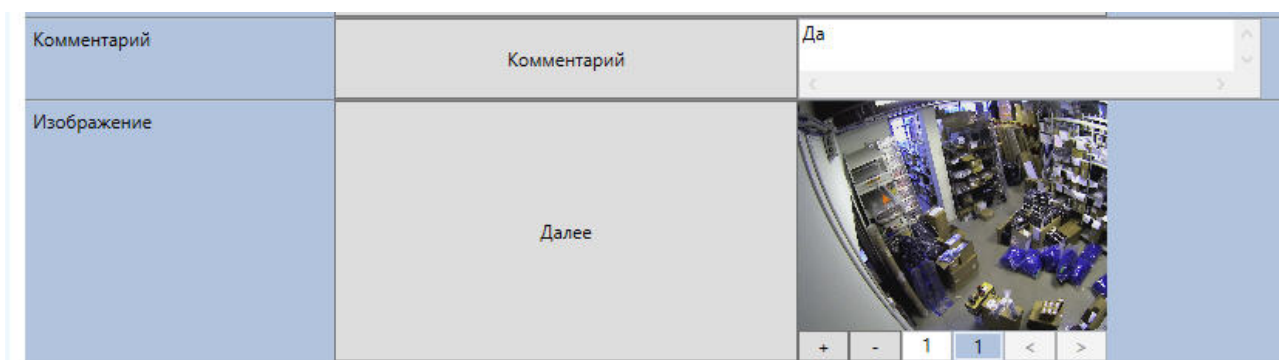 Комментарий
Комментарий
Да
Изображение
Далее
+ - 1 1 < >